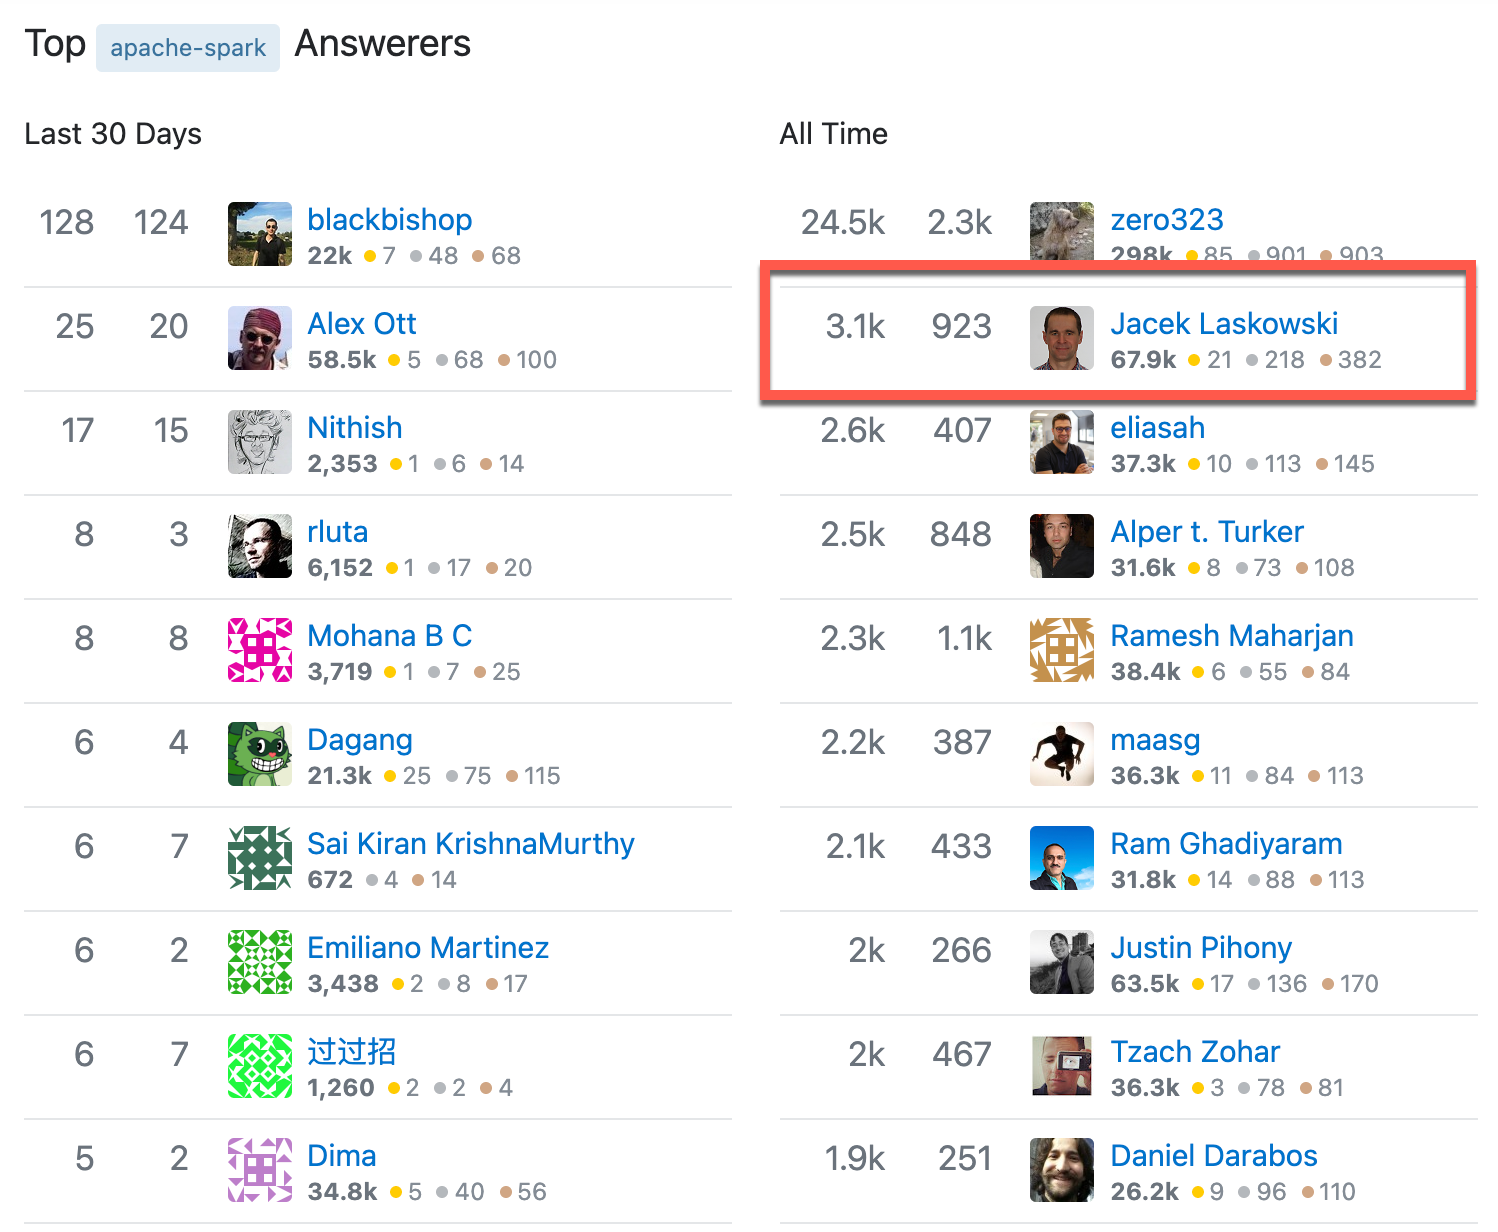 Top apache-spark Answerers
Last 30 Days
128 124 blackbishop
22k 7 48 68
25 20 Alex Ott
58.5k 5 68 100
17 15 Nithish
2,353 1 6 14
8 3 rluta
6,152 1 17 20
8 8 Mohana B C
3,719 1 7 25
6 4 Dagang
21.3k 25 75 115
6 7 Sai Kiran KrishnaMurthy
672 4 14
6 2 Emiliano Martinez
3,438 2 8 17
6 7 过过招
1,260 2 2 4
5 2 Dima
34.8k 5 40 56
All Time
24.5k 2.3k zero323
298k 85 901 903
3.1k 923 Jacek Laskowski
67.9k 21 218 382
2.6k 407 eliasah
37.3k 10 113 145
2.5k 848 Alper t. Turker
31.6k 8 73 108
2.3k 1.1k Ramesh Maharjan
38.4k 6 55 84
2.2k 387 maasg
36.3k 11 84 113
2.1k 433 Ram Ghadiyaram
31.8k 14 88 113
2k 266 Justin Pihony
63.5k 17 136 170
2k 467 Tzach Zohar
36.3k 3 78 81
1.9k 251 Daniel Darabos
26.2k 9 96 110